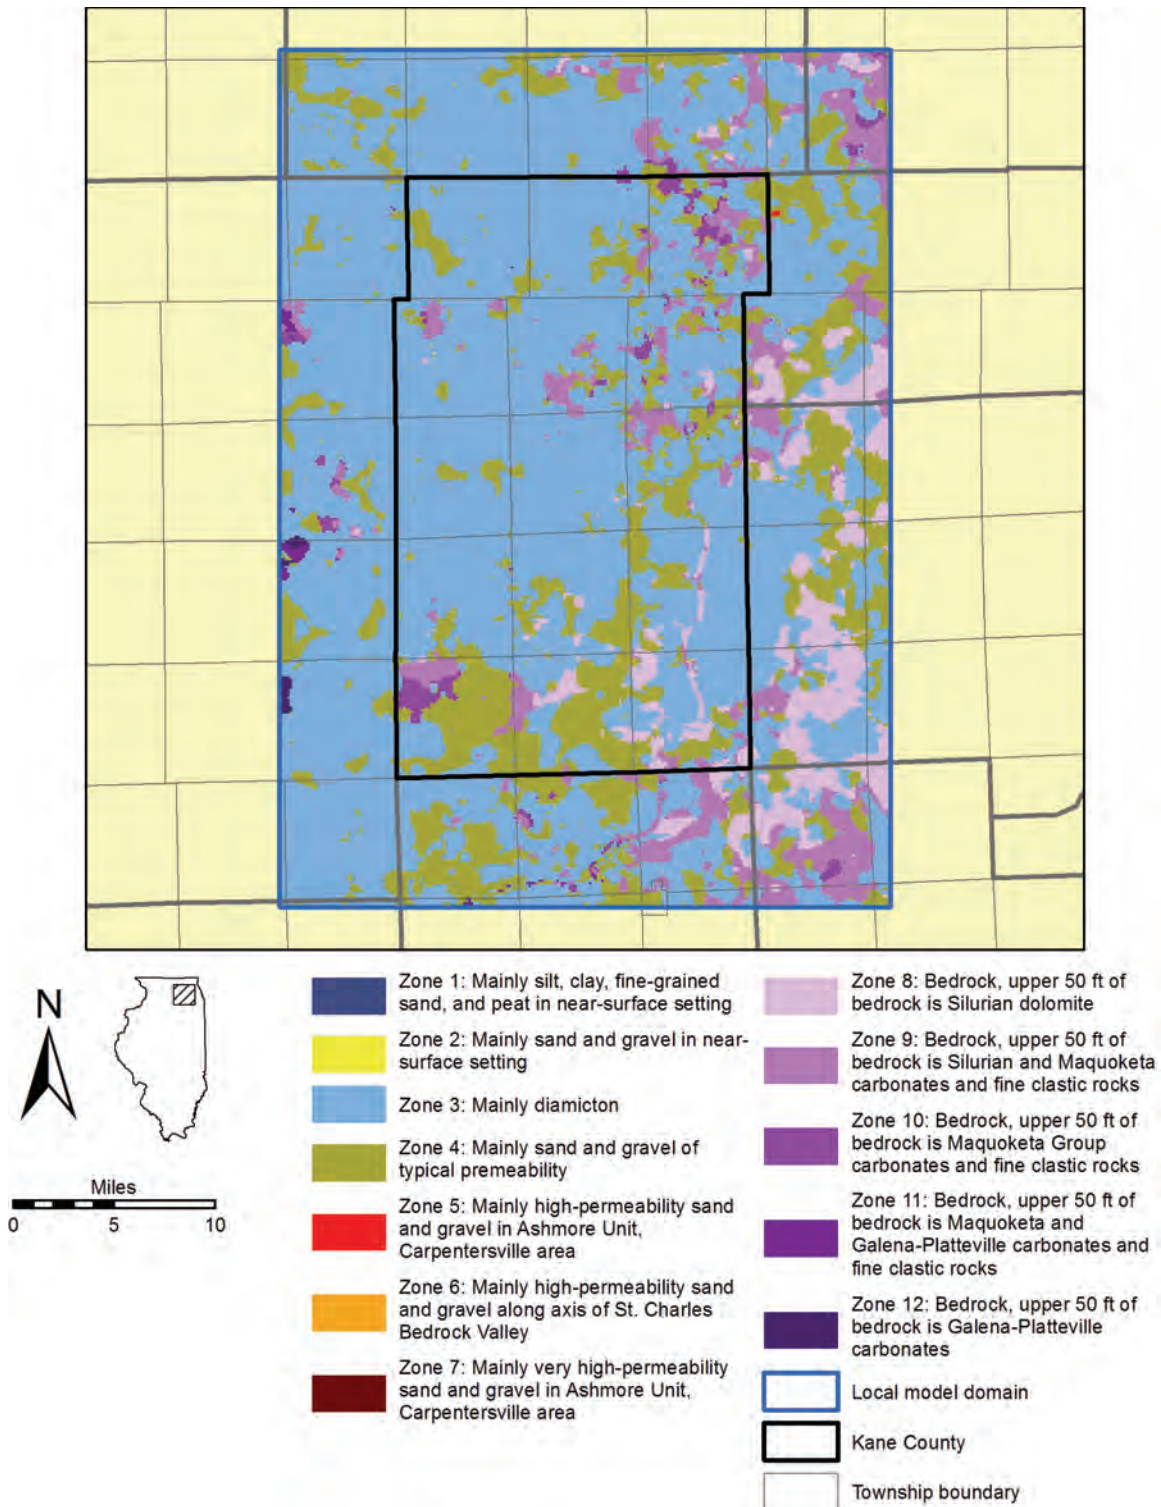 N
Miles
0 5 10
Zone 1: Mainly silt, clay, fine-grained
sand, and peat in near-surface setting
Zone 2: Mainly sand and gravel in near-
surface setting
Zone 3: Mainly diamicton
Zone 4: Mainly sand and gravel of
typical premeability
Zone 5: Mainly high-permeability sand
and gravel in Ashmore Unit,
Carpentersville area
Zone 6: Mainly high-permeability sand
and gravel along axis of St. Charles
Bedrock Valley
Zone 7: Mainly very high-permeability
sand and gravel in Ashmore Unit,
Carpentersville area
Zone 8: Bedrock, upper 50 ft of
bedrock is Silurian dolomite
Zone 9: Bedrock, upper 50 ft of
bedrock is Silurian and Maquoketa
carbonates and fine clastic rocks
Zone 10: Bedrock, upper 50 ft of
bedrock is Maquoketa Group
carbonates and fine clastic rocks
Zone 11: Bedrock, upper 50 ft of
bedrock is Maquoketa and
Galena-Platteville carbonates and
fine clastic rocks
Zone 12: Bedrock, upper 50 ft of
bedrock is Galena-Platteville
carbonates
Local model domain
Kane County
Township boundary